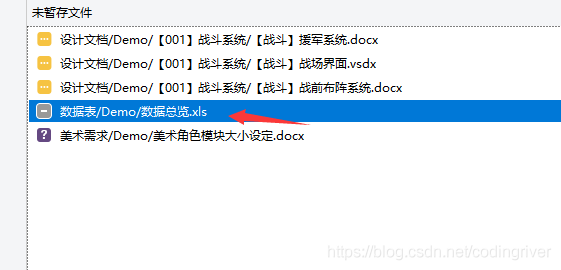 未暂存文件
设计文档/Demo/【001】战斗系统/【战斗】援军系统.docx
设计文档/Demo/【001】战斗系统/【战斗】战场界面.vsdx
设计文档/Demo/【001】战斗系统/【战斗】战前布阵系统.docx
数据表/Demo/数据总览.xls
美术需求/Demo/美术角色模块大小设定.docx
https://blog.csdn.net/codingriver